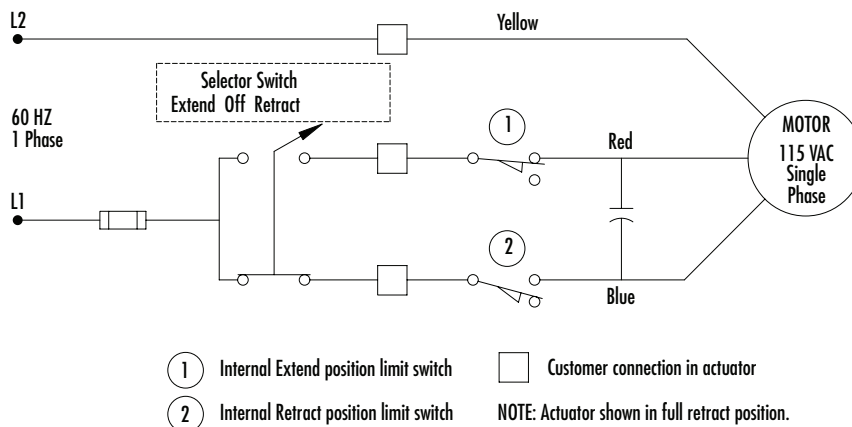 L2
Yellow
Selector Switch
Extend Off Retract
60 HZ
1 Phase
1
Red
MOTOR
115 VAC
Single
Phase
L1
2
Blue
1 Internal Extend position limit switch
Customer connection in actuator
2 Internal Retract position limit switch
NOTE: Actuator shown in full retract position.